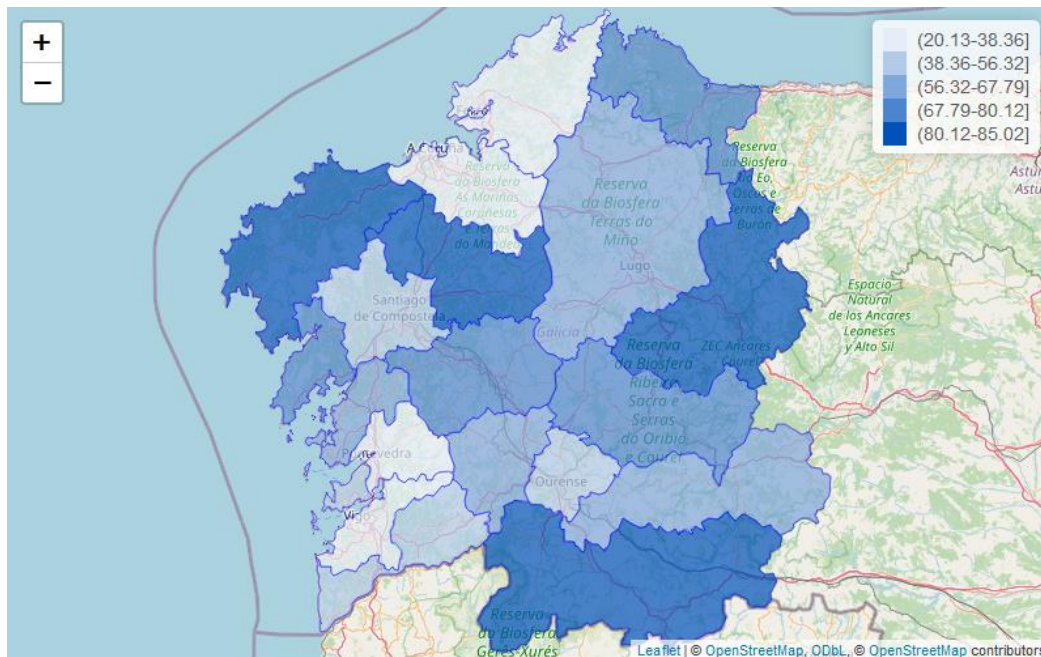 +
−
(20.13-38.36]
(38.36-56.32]
(56.32-67.79]
(67.79-80.12]
(80.12-85.02]
A Coruña
Reserva
da Biosfera
As Mariñas
Coruñesas
e Terras
do Mandeo
Reserva
da Biosfera
Terras do
Miño
Reserva
da Biosfera
Río Eo,
Oscos e
Terras de
Burón
Lugo
Santiago
de Compostela
Galicia
Espacio
Natural
de los Ancares
Leoneses
y Alto Sil
ZEC Ancares
Courel
Reserva
da Biosfera
Ribeira
Sacra e
Serras
do Oribio
e Courel
Pontevedra
Ourense
Vigo
Reserva
da Biosfera
Gerês-Xurés
Leaflet | © OpenStreetMap, ODbL, © OpenStreetMap contributors